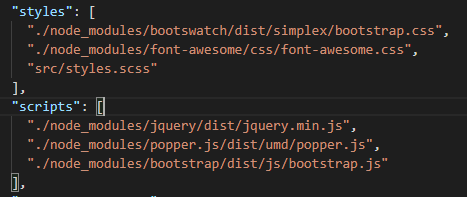 "styles": [
"./node_modules/bootswatch/dist/simplex/bootstrap.css",
"./node_modules/font-awesome/css/font-awesome.css",
"src/styles.scss"
],
"scripts": [
"./node_modules/jquery/dist/jquery.min.js",
"./node_modules/popper.js/dist/umd/popper.js",
"./node_modules/bootstrap/dist/js/bootstrap.js"
],